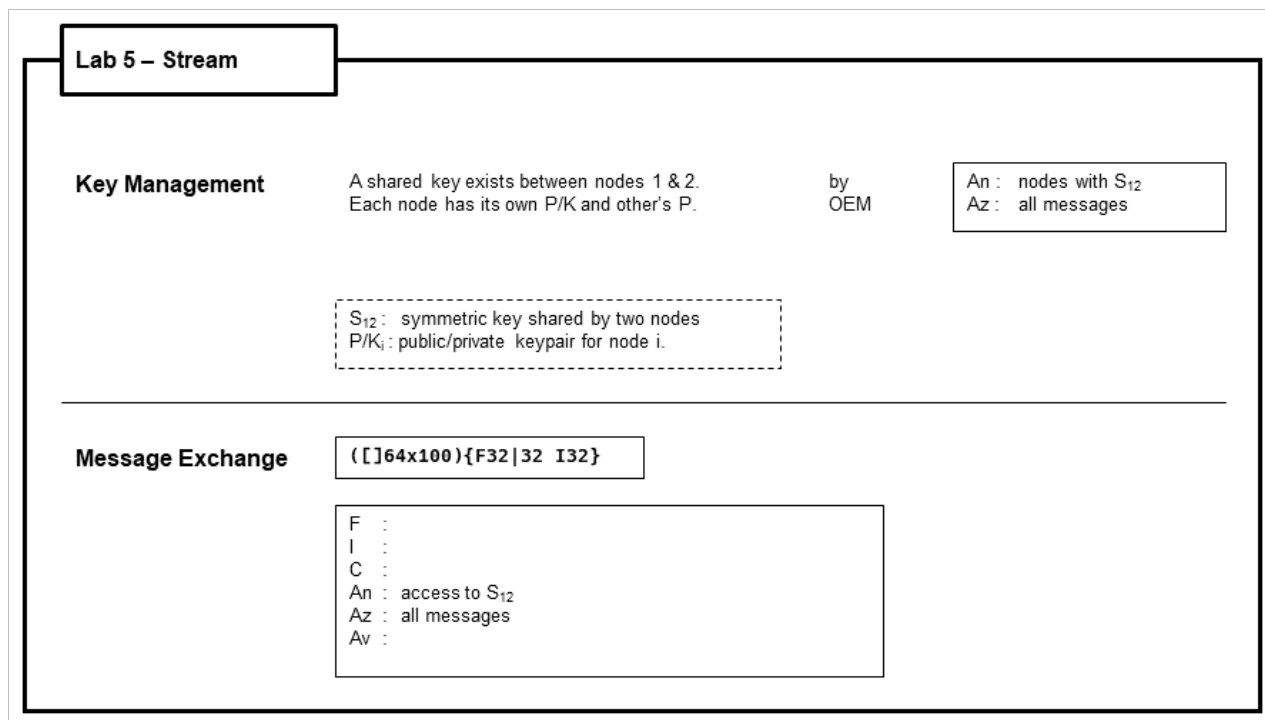 Lab 5 – Stream
Key Management
A shared key exists between nodes 1 & 2.
Each node has its own P/K and other's P.
by
OEM
An : nodes with S₁₂
Az : all messages
S₁₂ : symmetric key shared by two nodes
P/Kᵢ : public/private keypair for node i.
Message Exchange
([]64x100){F32|32 I32}
F :
I :
C :
An : access to S₁₂
Az : all messages
Av :